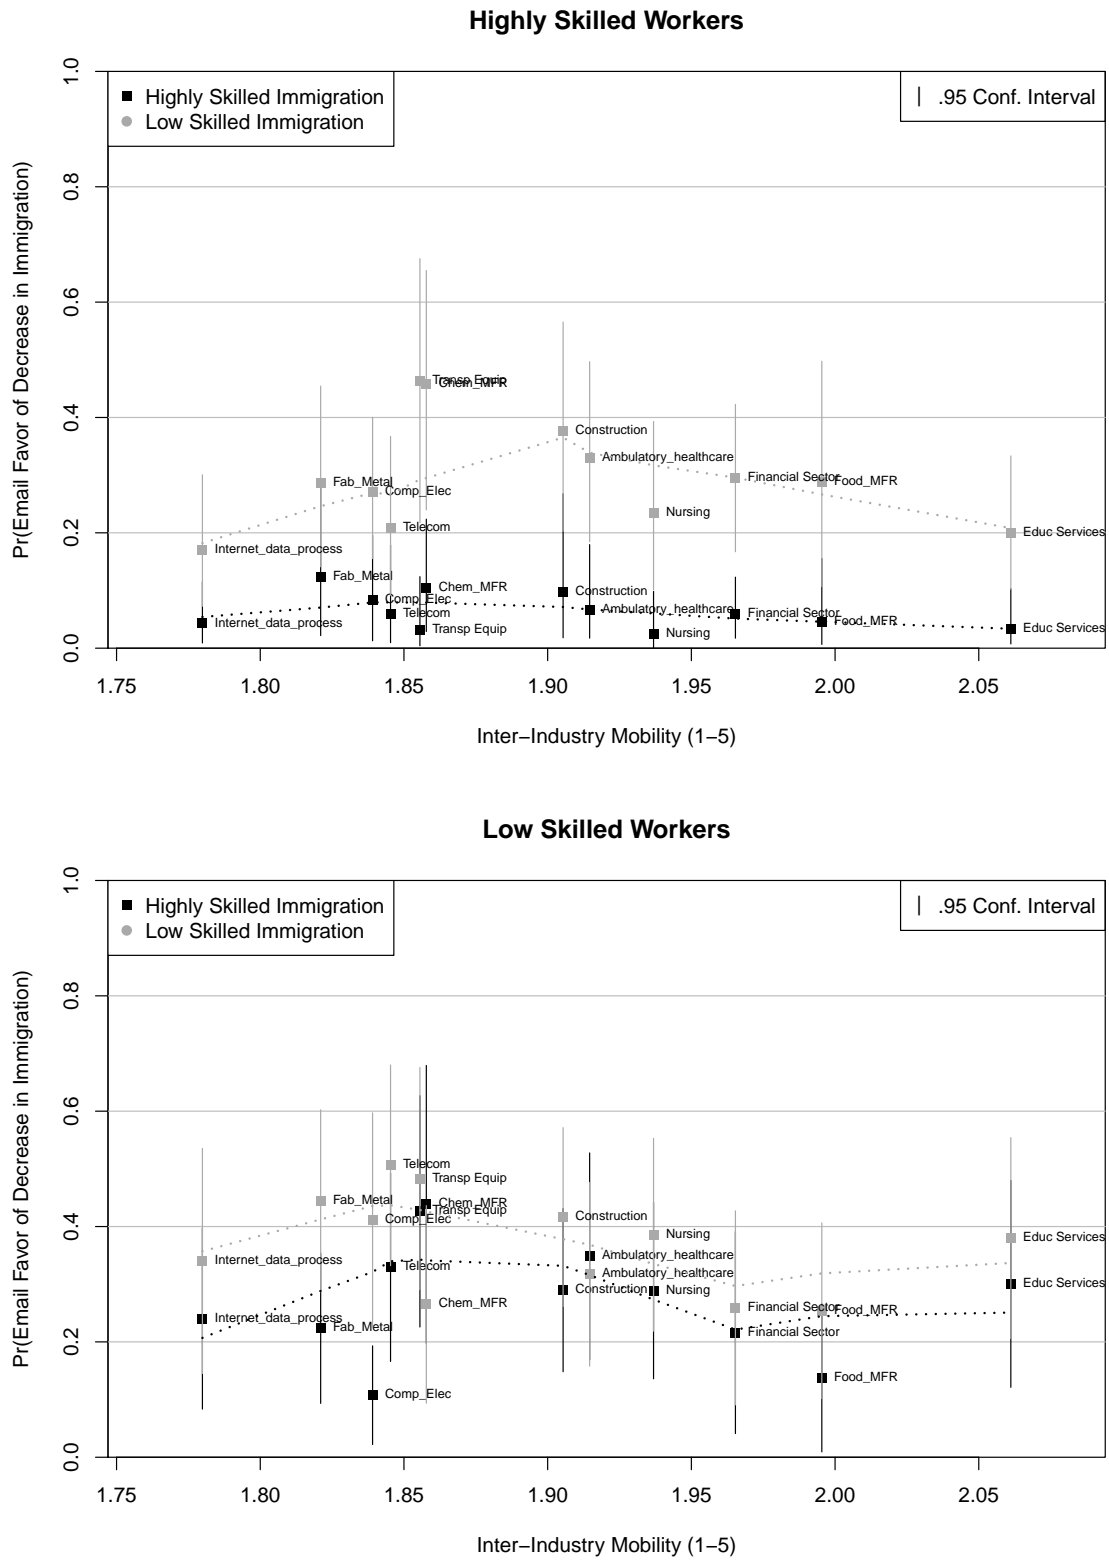 Highly Skilled Workers
Highly Skilled Immigration
Low Skilled Immigration
.95 Conf. Interval
Pr(Email Favor of Decrease in Immigration)
1.0
0.8
0.6
0.4
0.2
0.0
Transp Equip
Chem_MFR
Construction
Ambulatory_healthcare
Fab_Metal
Comp_Elec
Financial Sector
Food_MFR
Telecom
Nursing
Internet_data_process
Educ Services
Fab_Metal
Chem_MFR
Construction
Comp_Elec
Telecom
Ambulatory_healthcare
Financial Sector
Internet_data_process
Transp Equip
Nursing
Food_MFR
Educ Services
1.75 1.80 1.85 1.90 1.95 2.00 2.05
Inter−Industry Mobility (1−5)
Low Skilled Workers
Highly Skilled Immigration
Low Skilled Immigration
.95 Conf. Interval
Pr(Email Favor of Decrease in Immigration)
1.0
0.8
0.6
0.4
0.2
0.0
Telecom
Transp Equip
Fab_Metal
Chem_MFR
Transp Equip
Comp_Elec
Construction
Nursing
Educ Services
Internet_data_process
Telecom
Ambulatory_healthcare
Ambulatory_healthcare
Construction
Nursing
Educ Services
Chem_MFR
Financial Sector
Food_MFR
Internet_data_process
Fab_Metal
Financial Sector
Comp_Elec
Food_MFR
1.75 1.80 1.85 1.90 1.95 2.00 2.05
Inter−Industry Mobility (1−5)